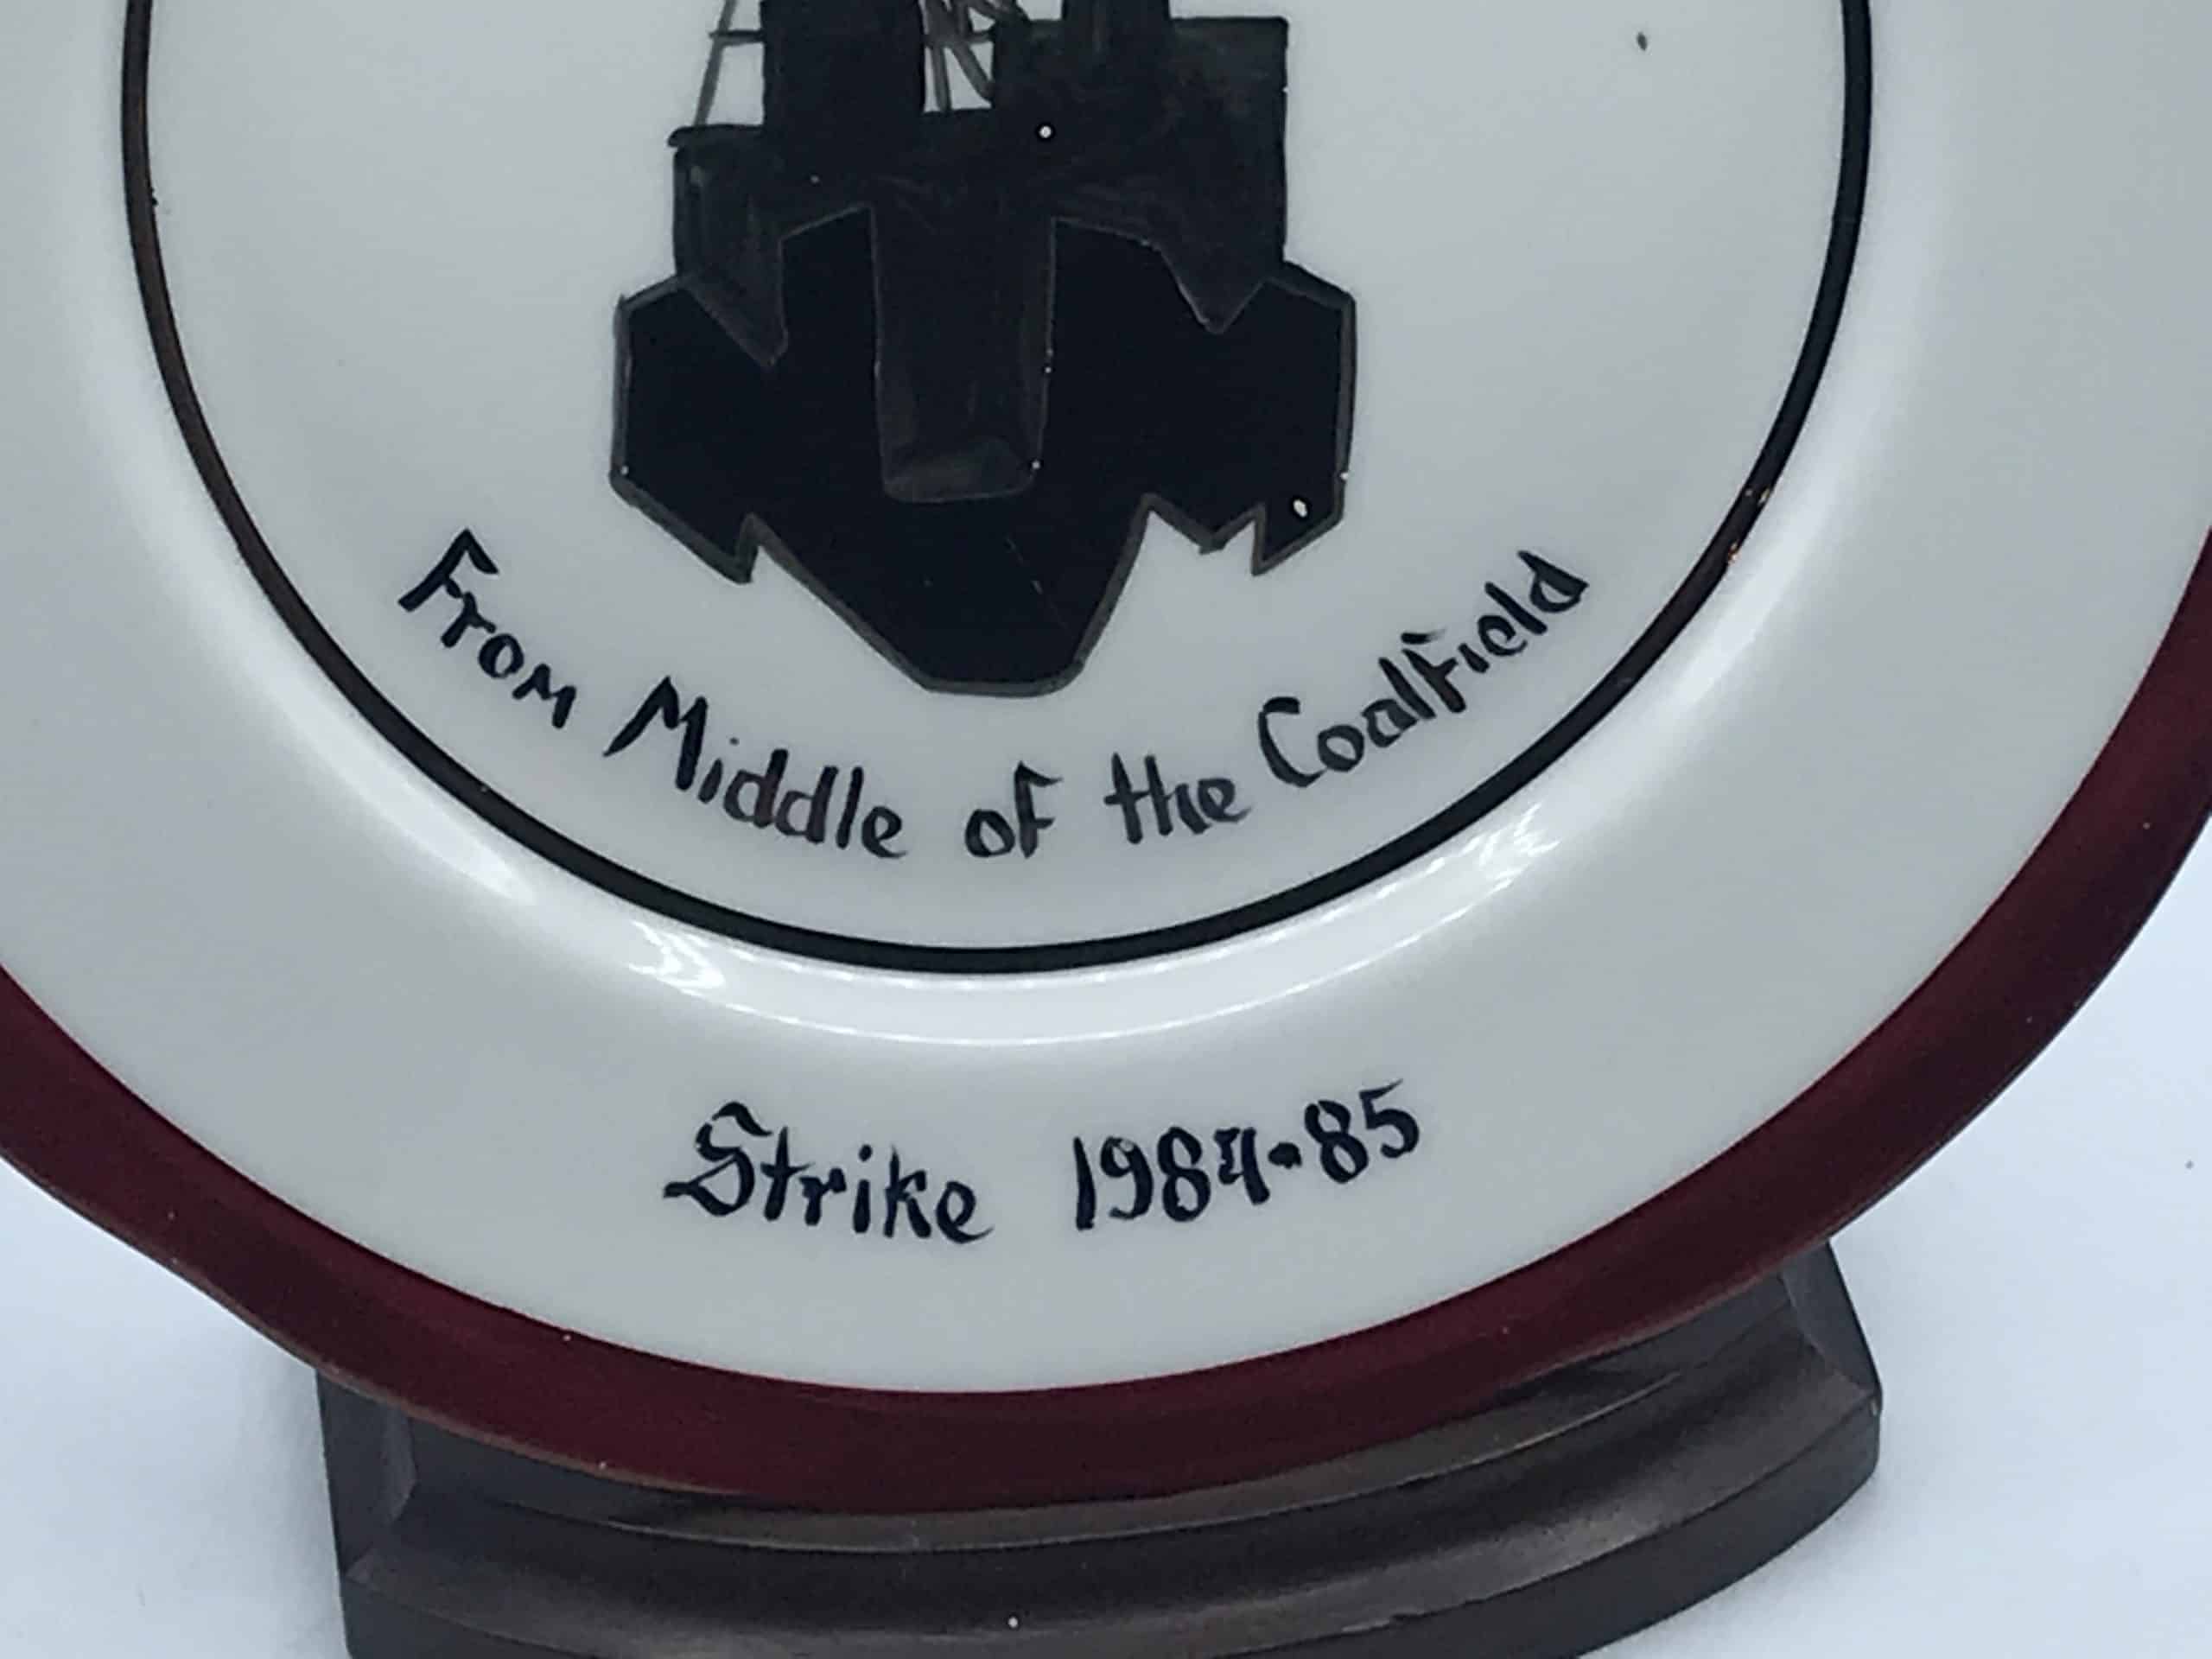 From Middle of the Coalfield
Strike 1984-85